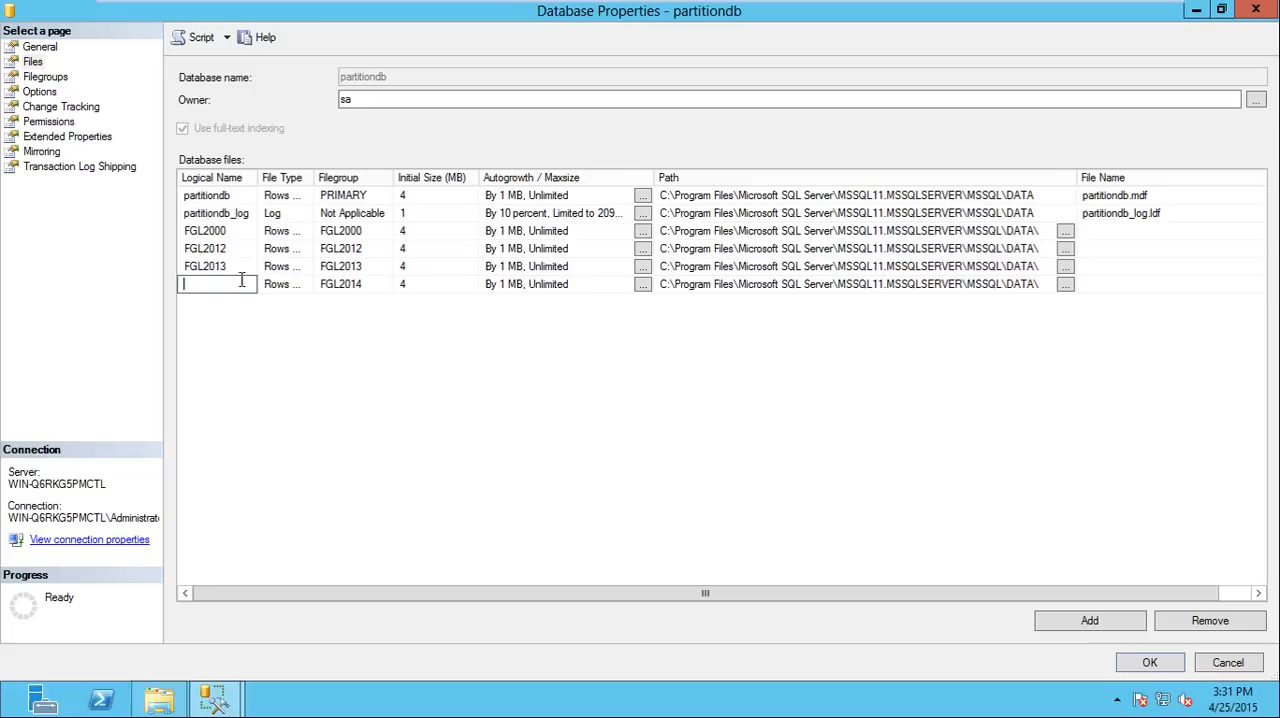 Database Properties - partitiondb
Select a page
General
Files
Filegroups
Options
Change Tracking
Permissions
Extended Properties
Mirroring
Transaction Log Shipping
Connection
Server:
WIN-Q6RKG5PMCTL
Connection:
WIN-Q6RKG5PMCTL\Administrat
View connection properties
Progress
Ready
Script Help
Database name: partitiondb
Owner: sa ...
Use full-text indexing
Database files:
Logical Name File Type Filegroup Initial Size (MB) Autogrowth / Maxsize Path File Name
partitiondb Rows ... PRIMARY 4 By 1 MB, Unlimited ... C:\Program Files\Microsoft SQL Server\MSSQL11.MSSQLSERVER\MSSQL\DATA partitiondb.mdf
partitiondb_log Log Not Applicable 1 By 10 percent, Limited to 209... ... C:\Program Files\Microsoft SQL Server\MSSQL11.MSSQLSERVER\MSSQL\DATA partitiondb_log.ldf
FGL2000 Rows ... FGL2000 4 By 1 MB, Unlimited ... C:\Program Files\Microsoft SQL Server\MSSQL11.MSSQLSERVER\MSSQL\DATA\ ...
FGL2012 Rows ... FGL2012 4 By 1 MB, Unlimited ... C:\Program Files\Microsoft SQL Server\MSSQL11.MSSQLSERVER\MSSQL\DATA\ ...
FGL2013 Rows ... FGL2013 4 By 1 MB, Unlimited ... C:\Program Files\Microsoft SQL Server\MSSQL11.MSSQLSERVER\MSSQL\DATA\ ...
Rows ... FGL2014 4 By 1 MB, Unlimited ... C:\Program Files\Microsoft SQL Server\MSSQL11.MSSQLSERVER\MSSQL\DATA\ ...
Add Remove
OK Cancel
3:31 PM
4/25/2015